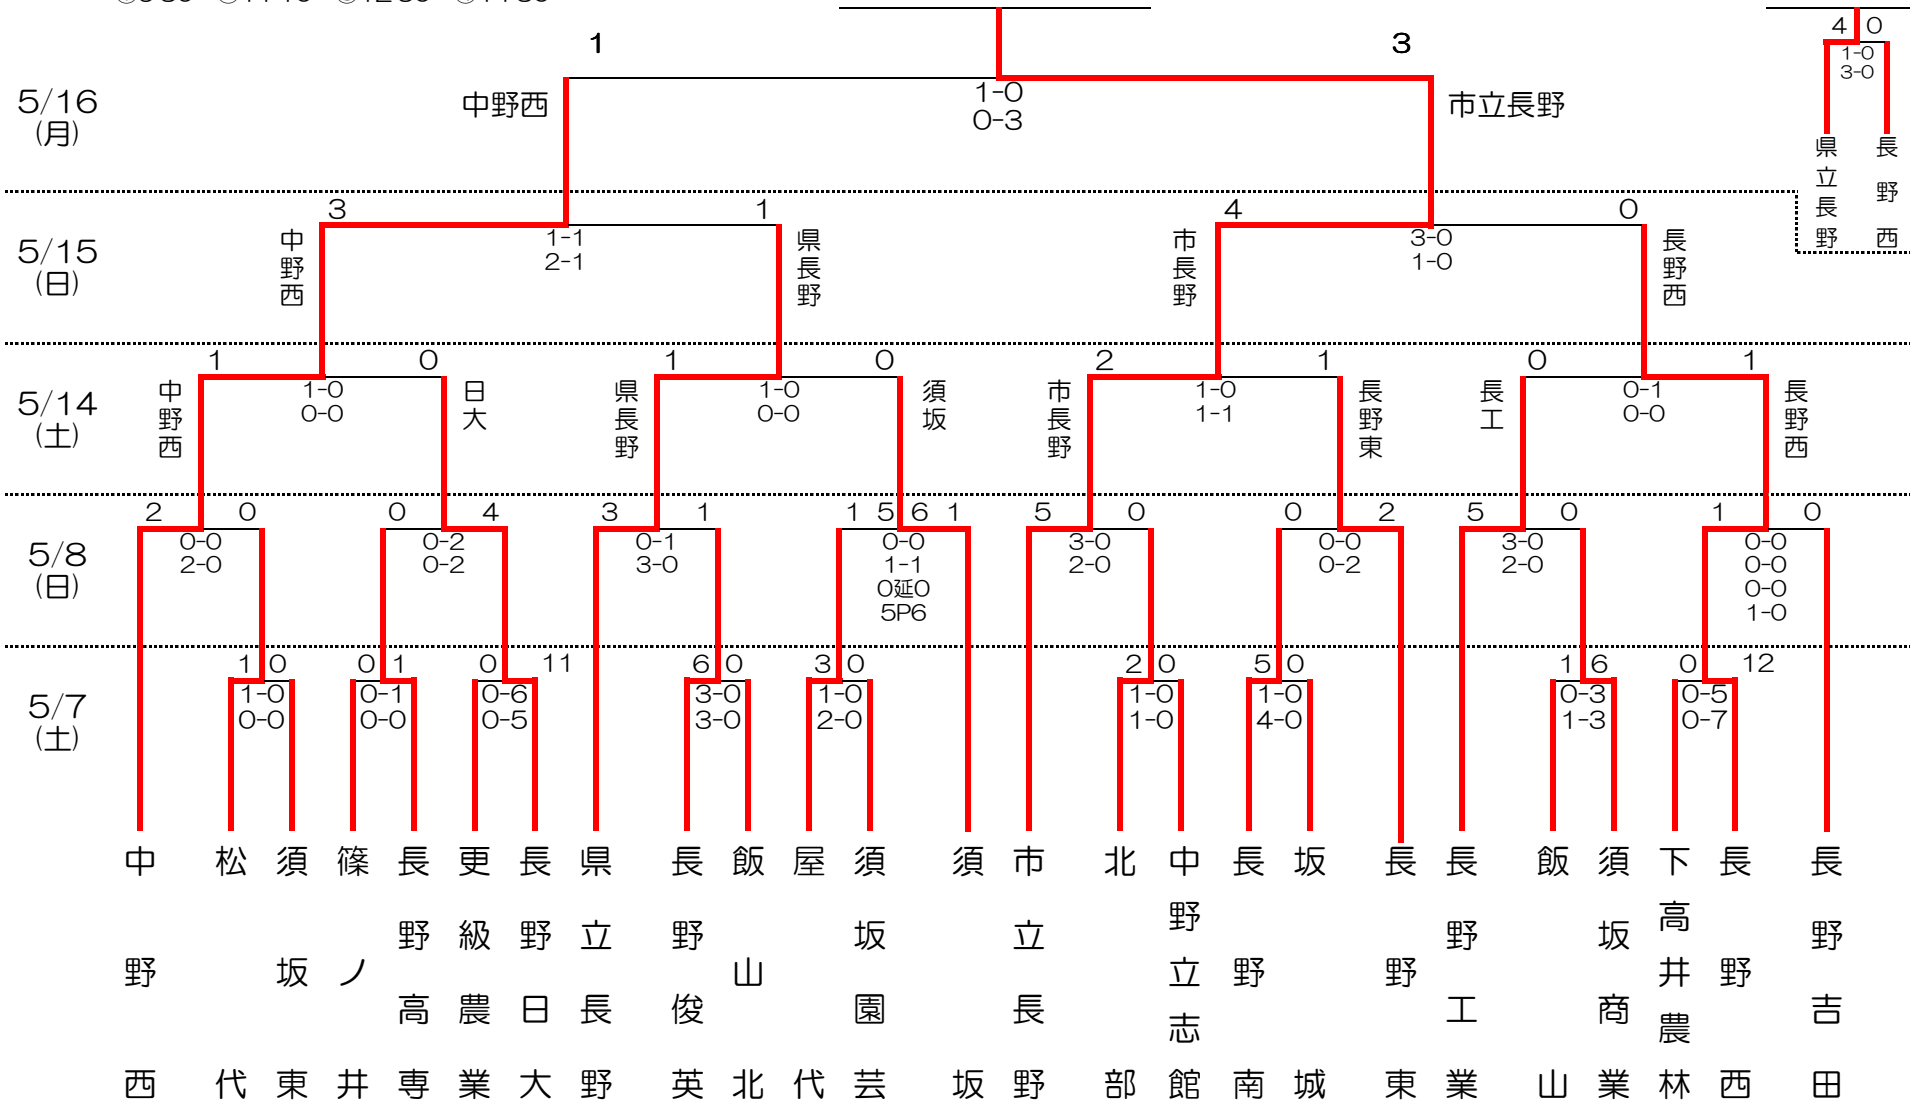 1 3
4 0
1-0
3-0
5/16
(月)
中野西
1-0
0-3
市立長野
県立長野
長野西
3 1 4 0
5/15
(日)
中野西
1-1
2-1
県長野
市長野
3-0
1-0
長野西
1 0 1 0 2 1 0 1
5/14
(土)
中野西
1-0
0-0
日大
県長野
1-0
0-0
須坂
市長野
1-0
1-1
長野東
長工
0-1
0-0
長野西
2 0 0 4 3 1 1 5 6 1 5 0 0 2 5 0 1 0
5/8
(日)
0-0
2-0
0-2
0-2
0-1
3-0
0-0
1-1
0延0
5P6
3-0
2-0
0-0
0-2
3-0
2-0
0-0
0-0
0-0
1-0
1 0 0 1 0 11 6 0 3 0 2 0 5 0 1 6 0 12
5/7
(土)
1-0
0-0
0-1
0-0
0-6
0-5
3-0
3-0
1-0
2-0
1-0
1-0
1-0
4-0
0-3
1-3
0-5
0-7
中野西
松代
須坂東
篠ノ井
長野高専
更級農業
長野日大
県立長野
長野俊英
飯山北
屋代
須坂園芸
須坂
市立長野
北部
中野立志館
長野南
坂城
長野東
長野工業
飯山
須坂商業
下高井農林
長野西
長野吉田